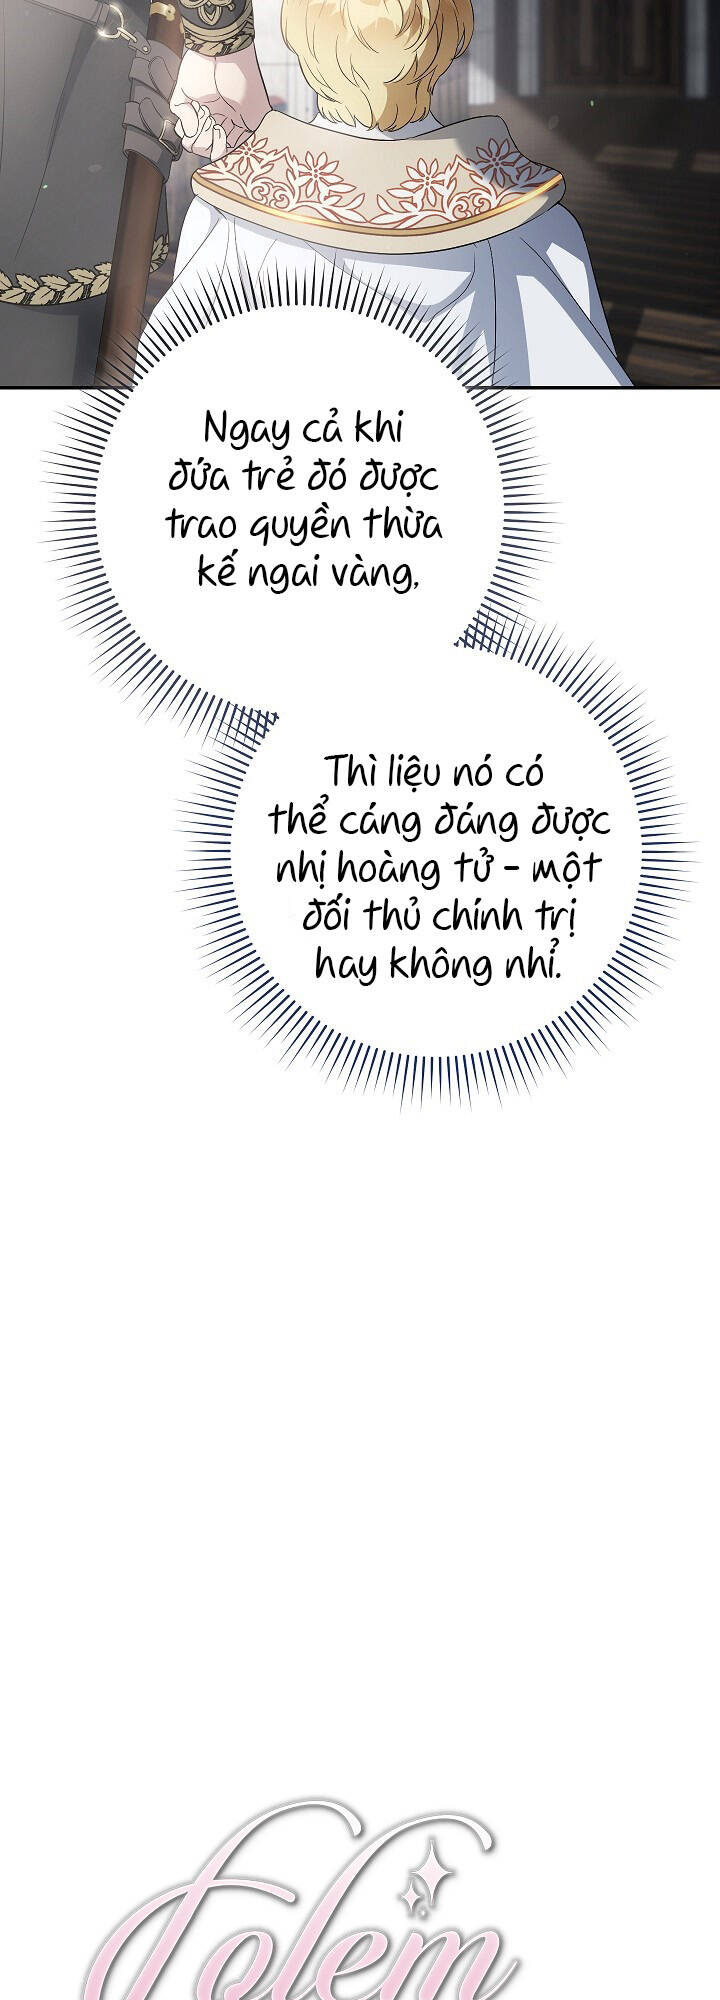 Ngay cả khi
đứa trẻ đó được
trao quyền thừa
kế ngai vàng,
Thì liệu nó có
thể cáng đáng được
nhị hoàng tử - một
đối thủ chính trị
hay không nhỉ.